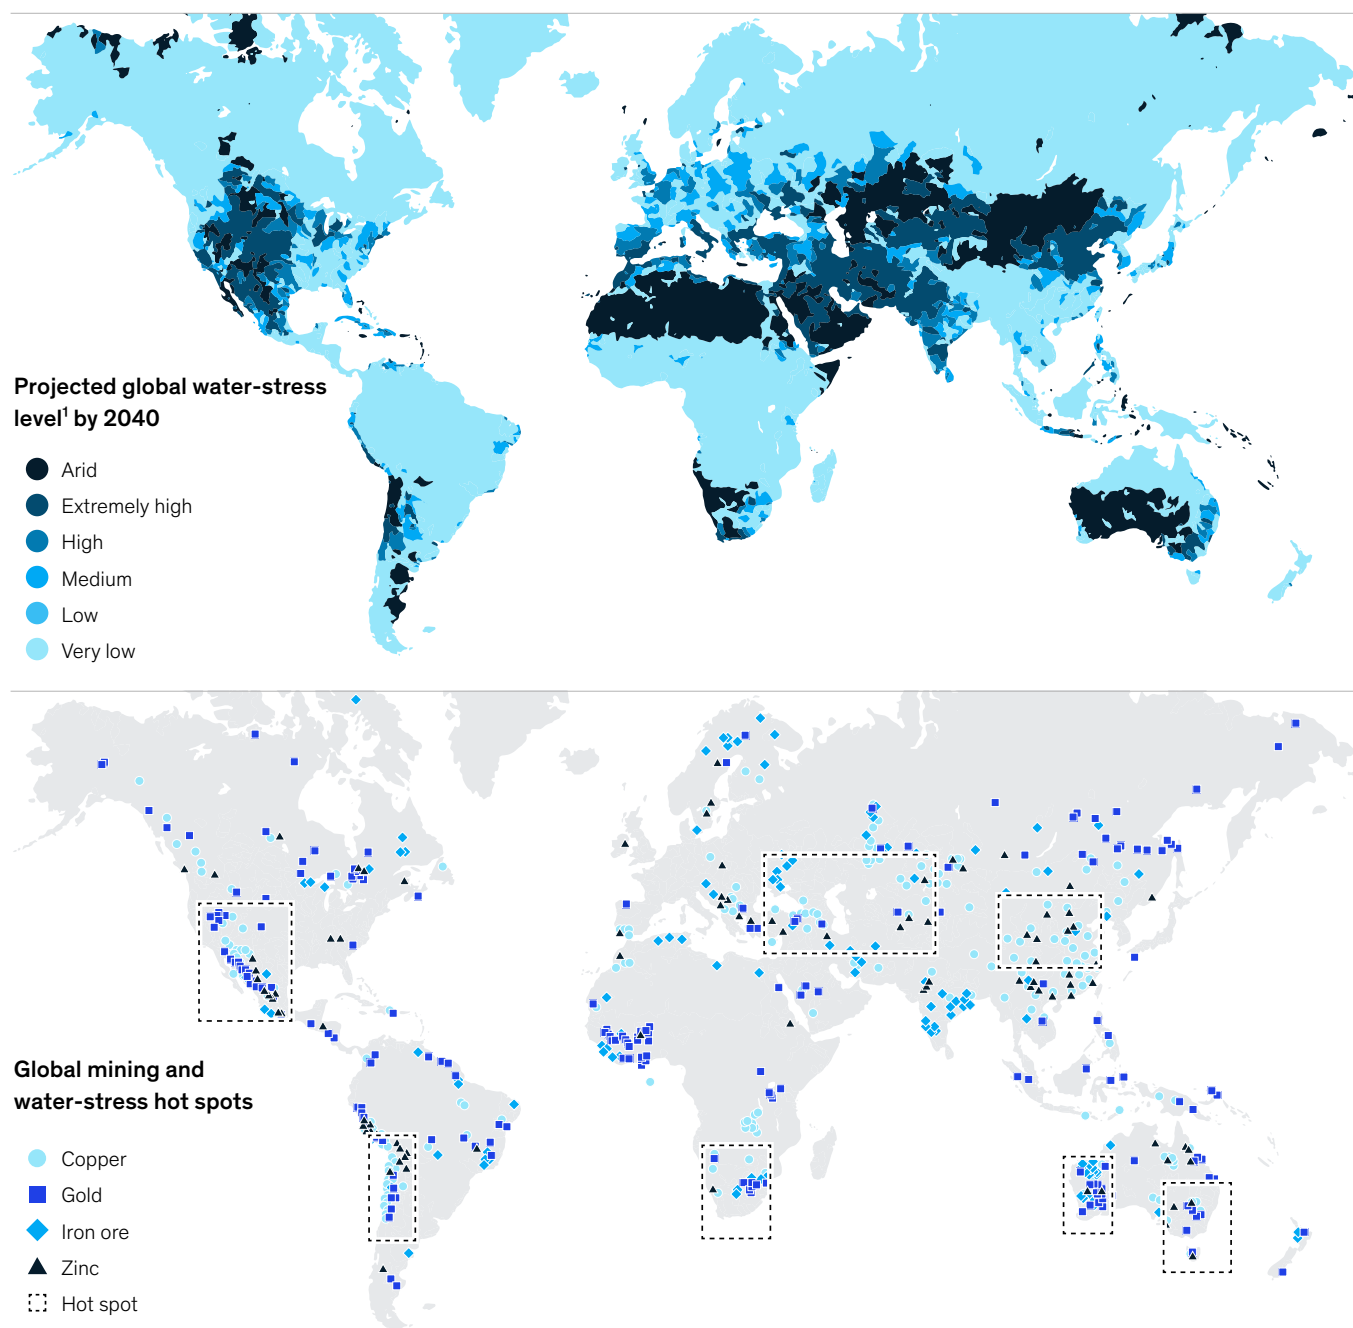 Projected global water-stress
level¹ by 2040
Arid
Extremely high
High
Medium
Low
Very low
Global mining and
water-stress hot spots
Copper
Gold
Iron ore
Zinc
Hot spot